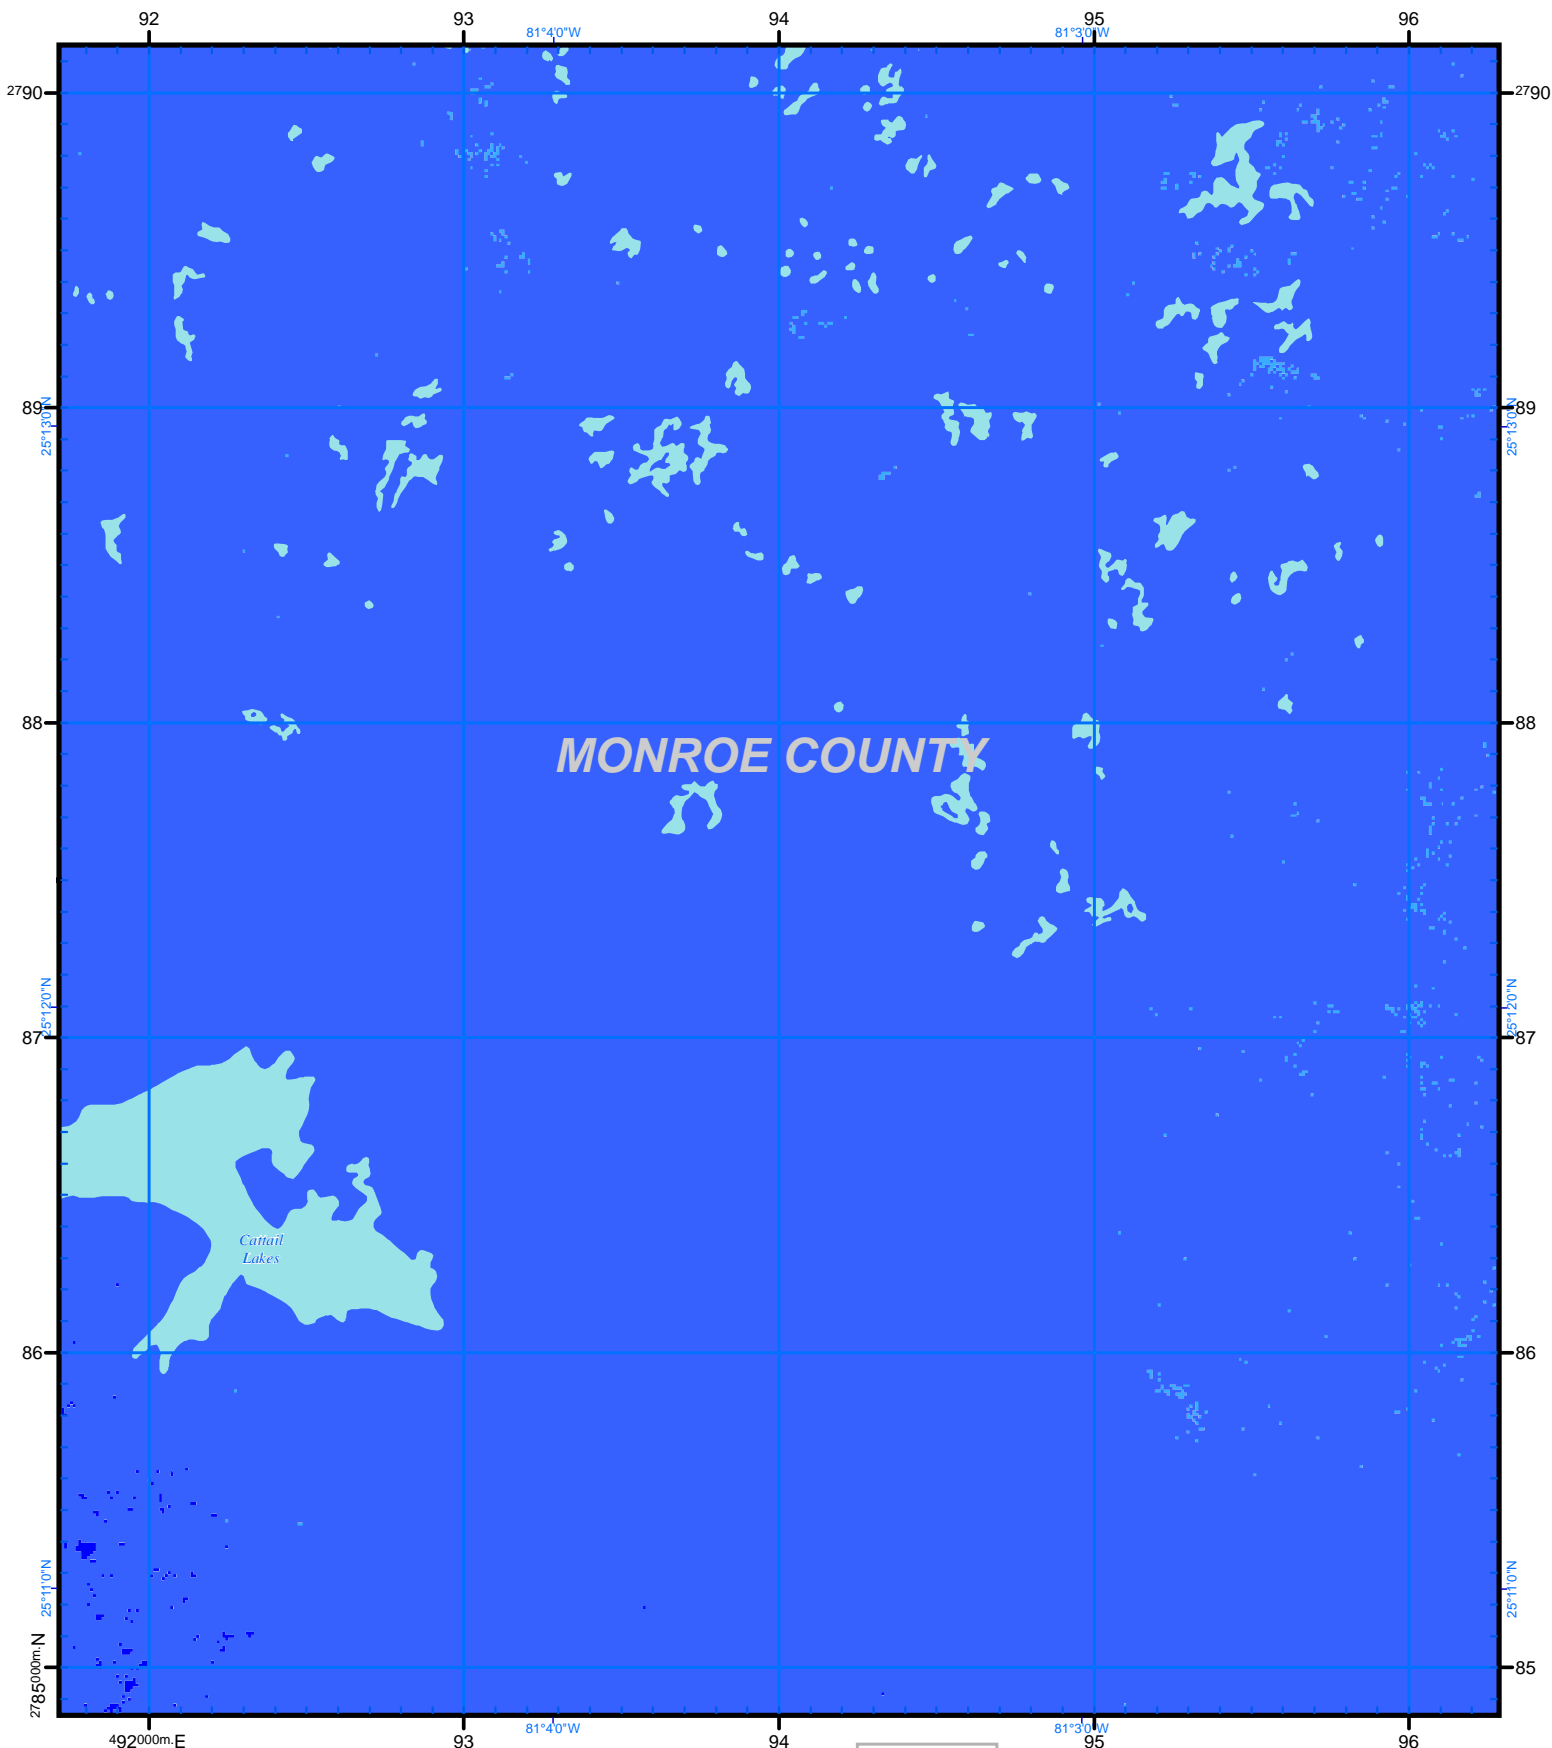 92 93 94 95 96
81°4'0"W 81°3'0"W
2790 2790
89 89
25°13'0"N 25°13'0"N
88 88
MONROE COUNTY
25°12'0"N 25°12'0"N
87 87
Cattail
Lakes
86 86
25°11'0"N 25°11'0"N
2785000m.N 85
81°4'0"W 81°3'0"W
492000m.E 93 94 95 96